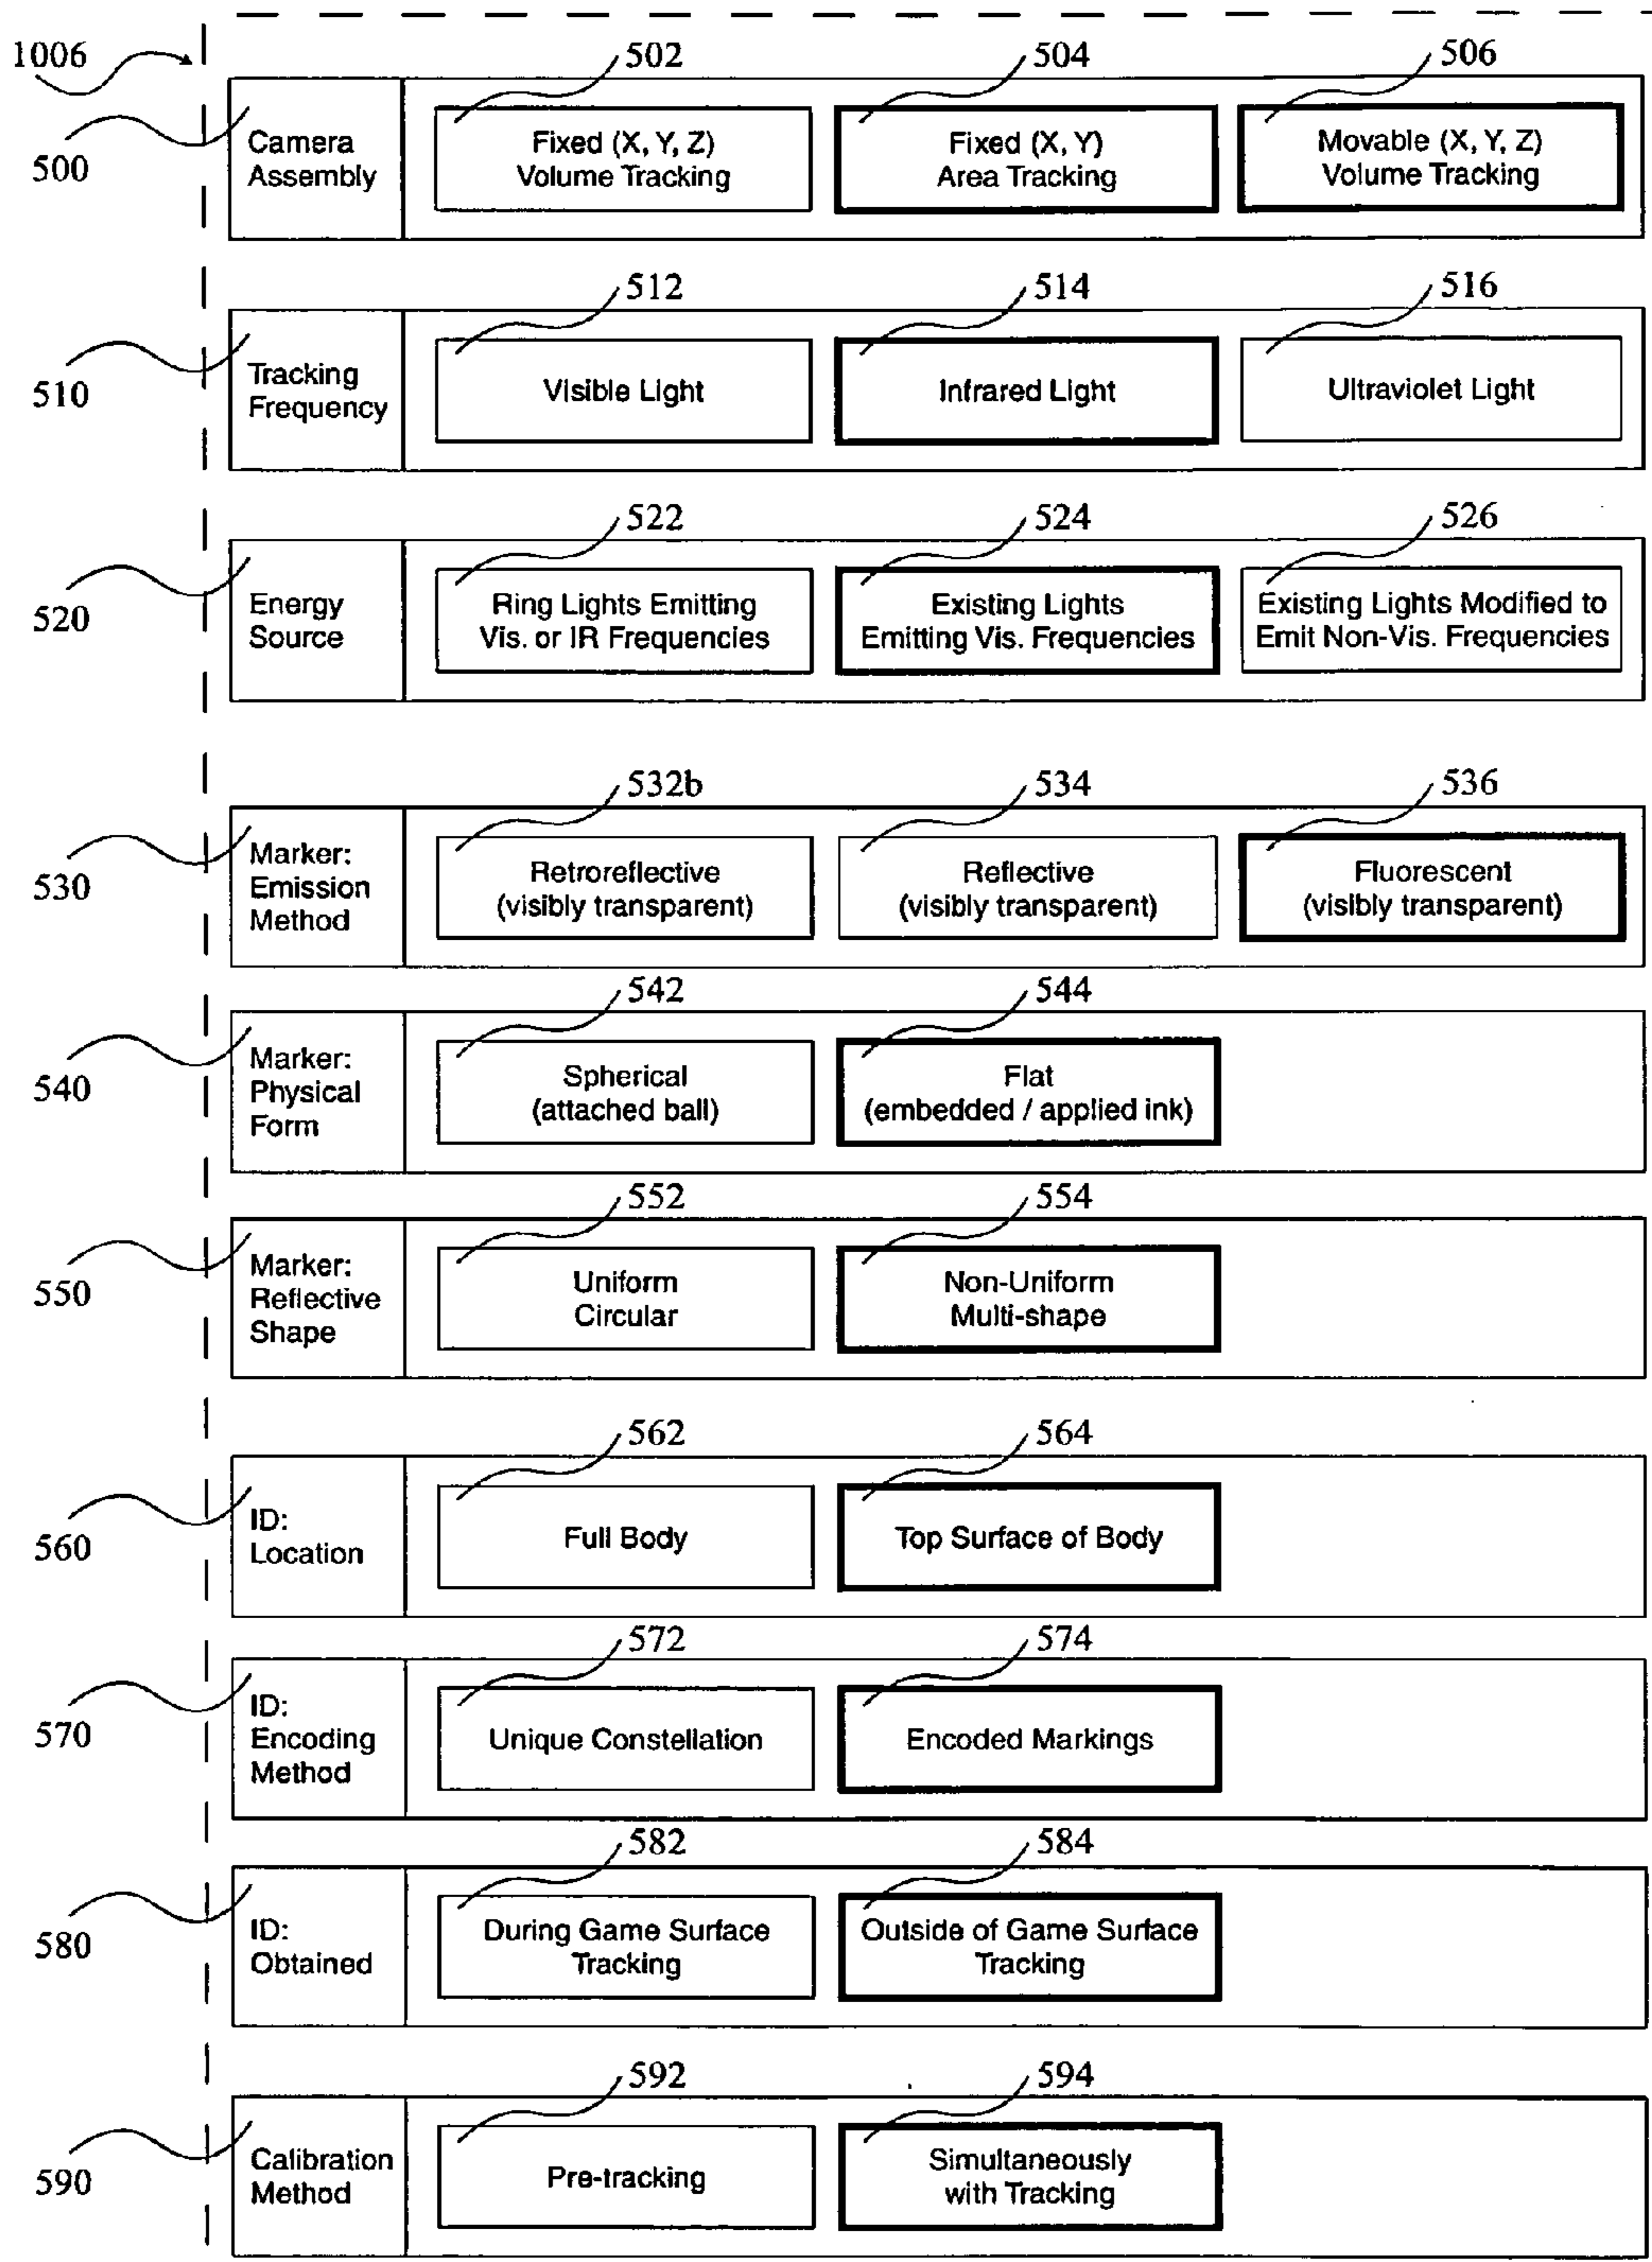 1006
502
504
506
500
Camera
Assembly
Fixed (X, Y, Z)
Volume Tracking
Fixed (X, Y)
Area Tracking
Movable (X, Y, Z)
Volume Tracking
512
514
516
510
Tracking
Frequency
Visible Light
Infrared Light
Ultraviolet Light
522
524
526
520
Energy
Source
Ring Lights Emitting
Vis. or IR Frequencies
Existing Lights
Emitting Vis. Frequencies
Existing Lights Modified to
Emit Non-Vis. Frequencies
532b
534
536
530
Marker:
Emission
Method
Retroreflective
(visibly transparent)
Reflective
(visibly transparent)
Fluorescent
(visibly transparent)
542
544
540
Marker:
Physical
Form
Spherical
(attached ball)
Flat
(embedded / applied ink)
552
554
550
Marker:
Reflective
Shape
Uniform
Circular
Non-Uniform
Multi-shape
562
564
560
ID:
Location
Full Body
Top Surface of Body
572
574
570
ID:
Encoding
Method
Unique Constellation
Encoded Markings
582
584
580
ID:
Obtained
During Game Surface
Tracking
Outside of Game Surface
Tracking
592
594
590
Calibration
Method
Pre-tracking
Simultaneously
with Tracking